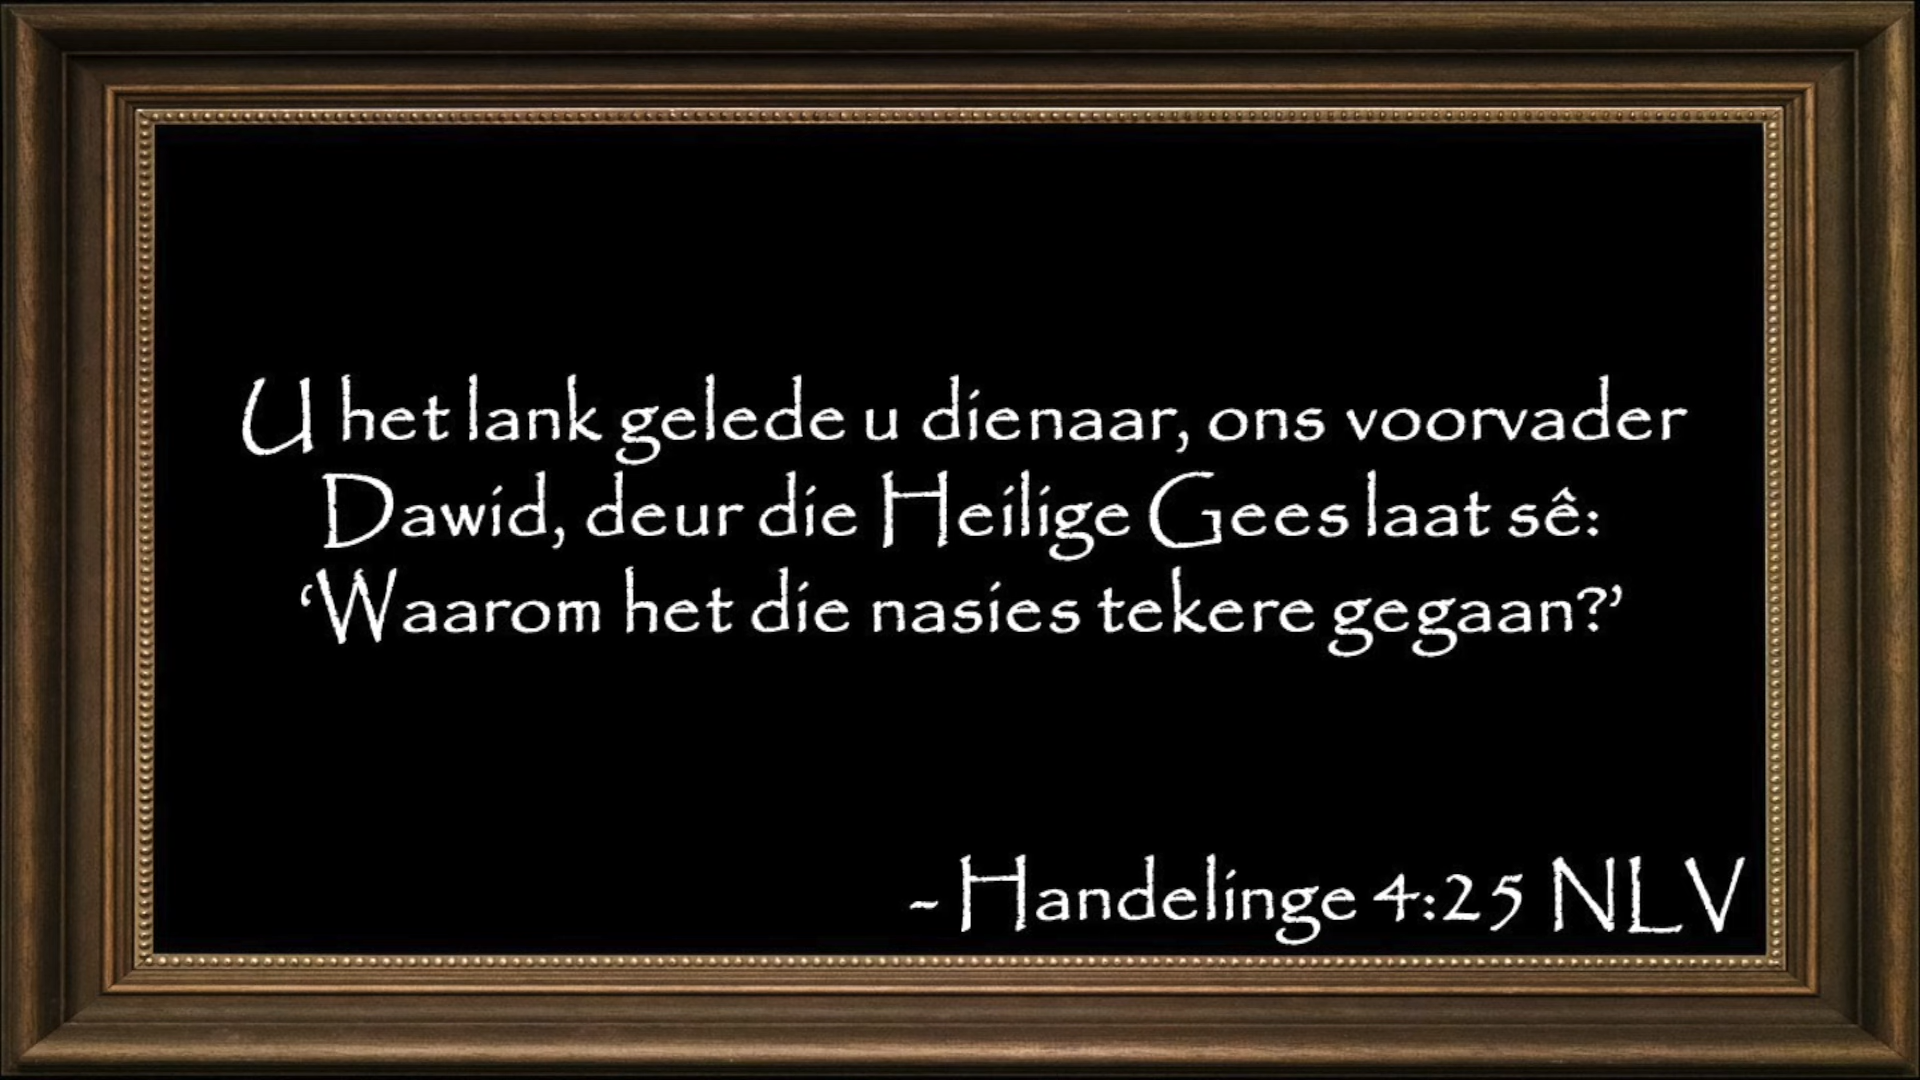 U het lank gelede u dienaar, ons voorvader
Dawid, deur die Heilige Gees laat sê:
‘Waarom het die nasies tekere gegaan?’
- Handelinge 4:25 NLV